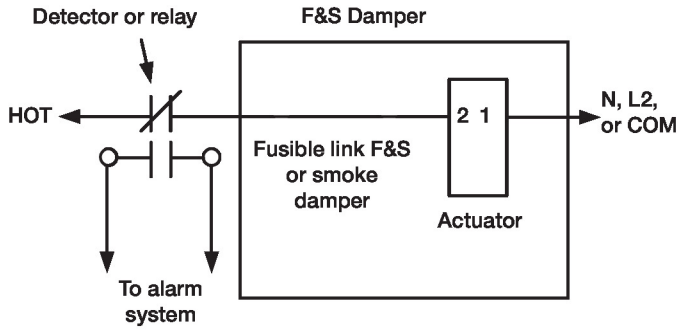 Detector or relay
F&S Damper
HOT
2 1
N, L2,
or COM
Fusible link F&S
or smoke
damper
Actuator
To alarm
system